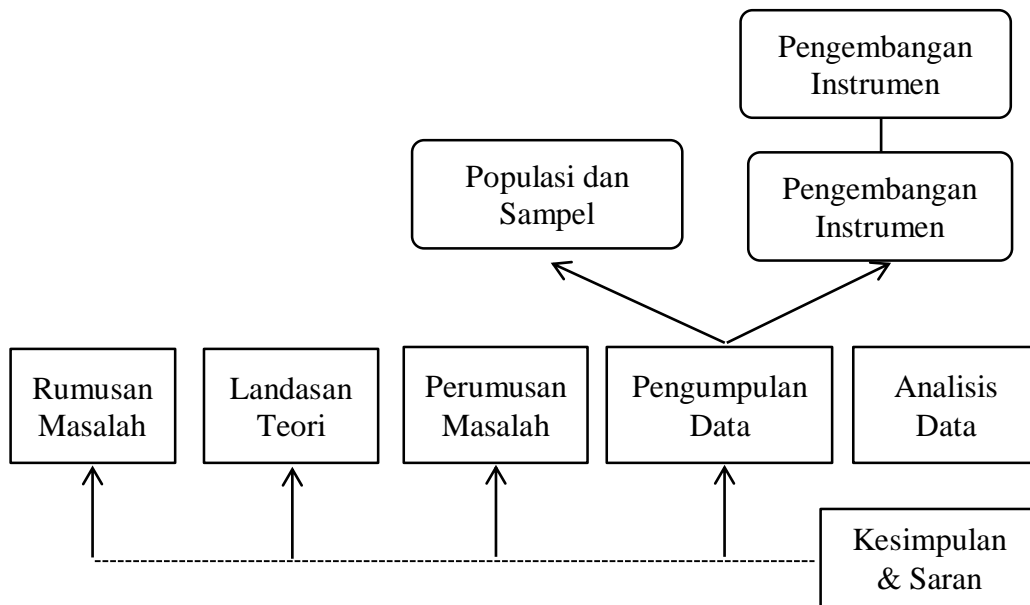 Pengembangan
Instrumen
Populasi dan
Sampel
Pengembangan
Instrumen
Rumusan
Masalah
Landasan
Teori
Perumusan
Masalah
Pengumpulan
Data
Analisis
Data
Kesimpulan
& Saran